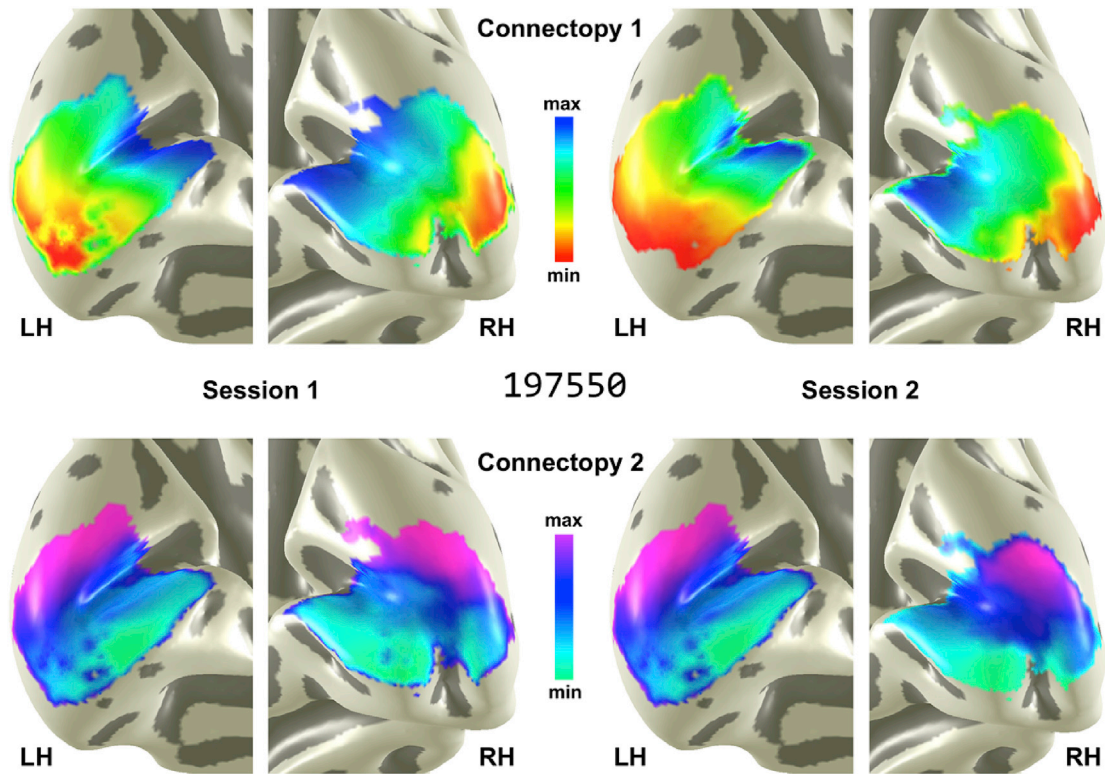 Connectopy 1
max
min
LH
RH
LH
RH
Session 1
197550
Session 2
Connectopy 2
max
min
LH
RH
LH
RH